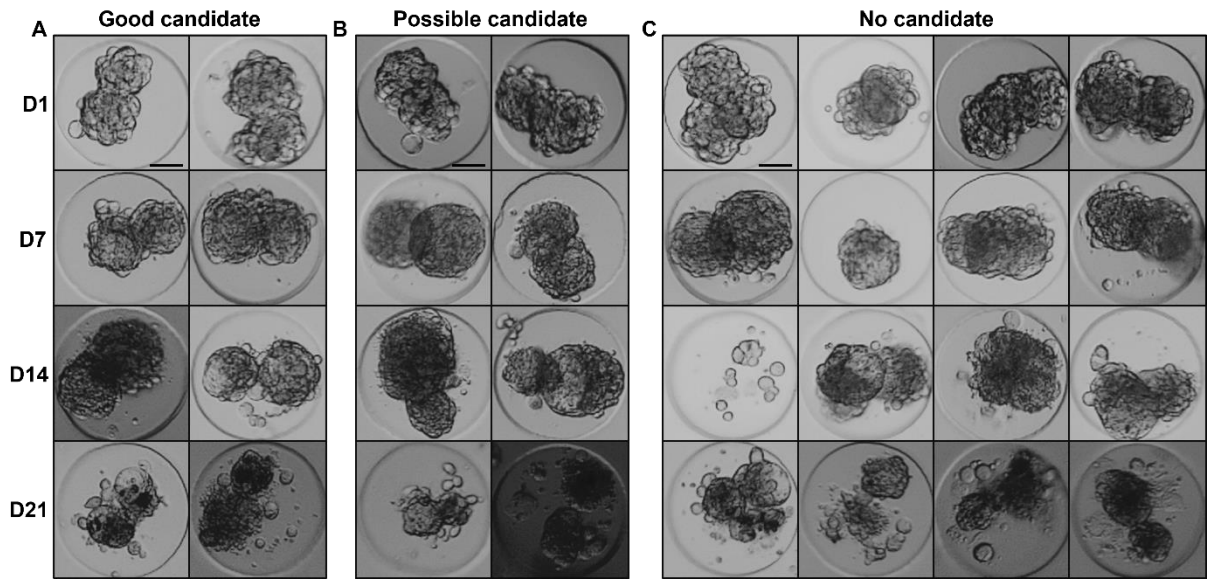 A Good candidate B Possible candidate C No candidate
D1
D7
D14
D21